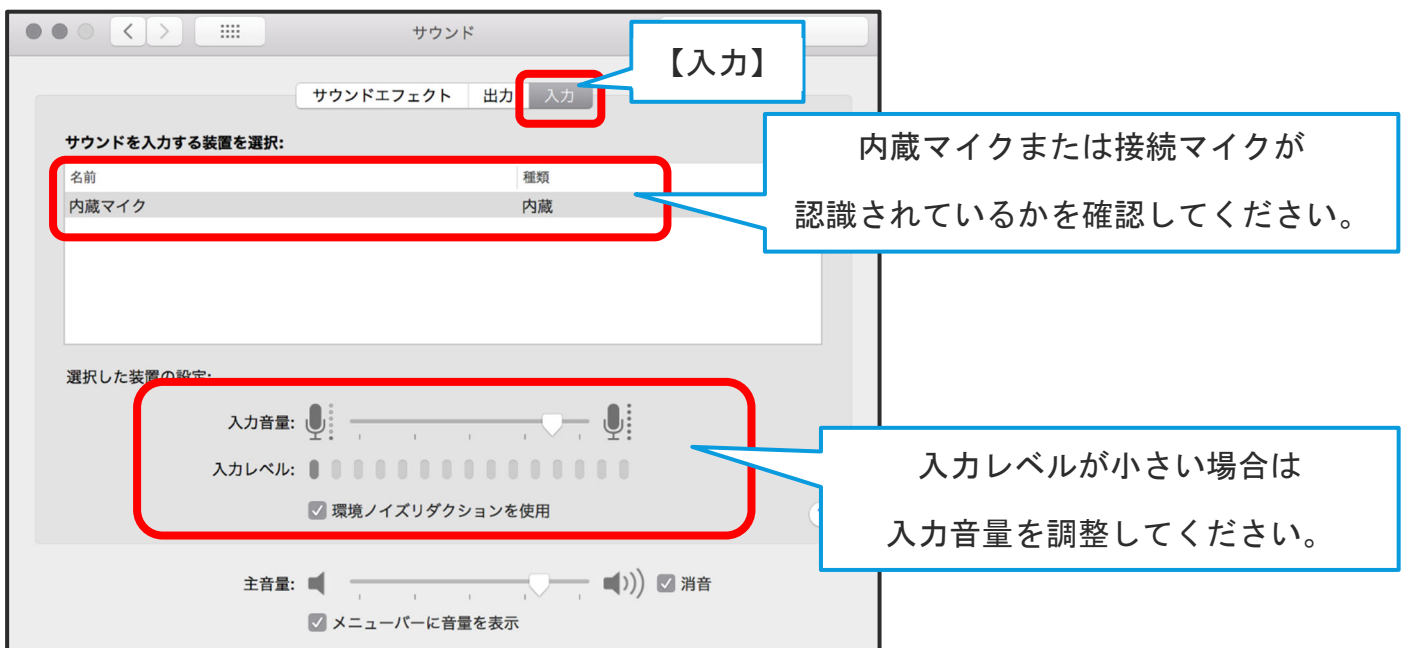 サウンド
【入力】
サウンドエフェクト 出力 入力
サウンドを入力する装置を選択:
名前 種類
内蔵マイク 内蔵
内蔵マイクまたは接続マイクが
認識されているかを確認してください。
選択した装置の設定:
入力音量:
入力レベル:
環境ノイズリダクションを使用
入力レベルが小さい場合は
入力音量を調整してください。
主音量: 消音
メニューバーに音量を表示